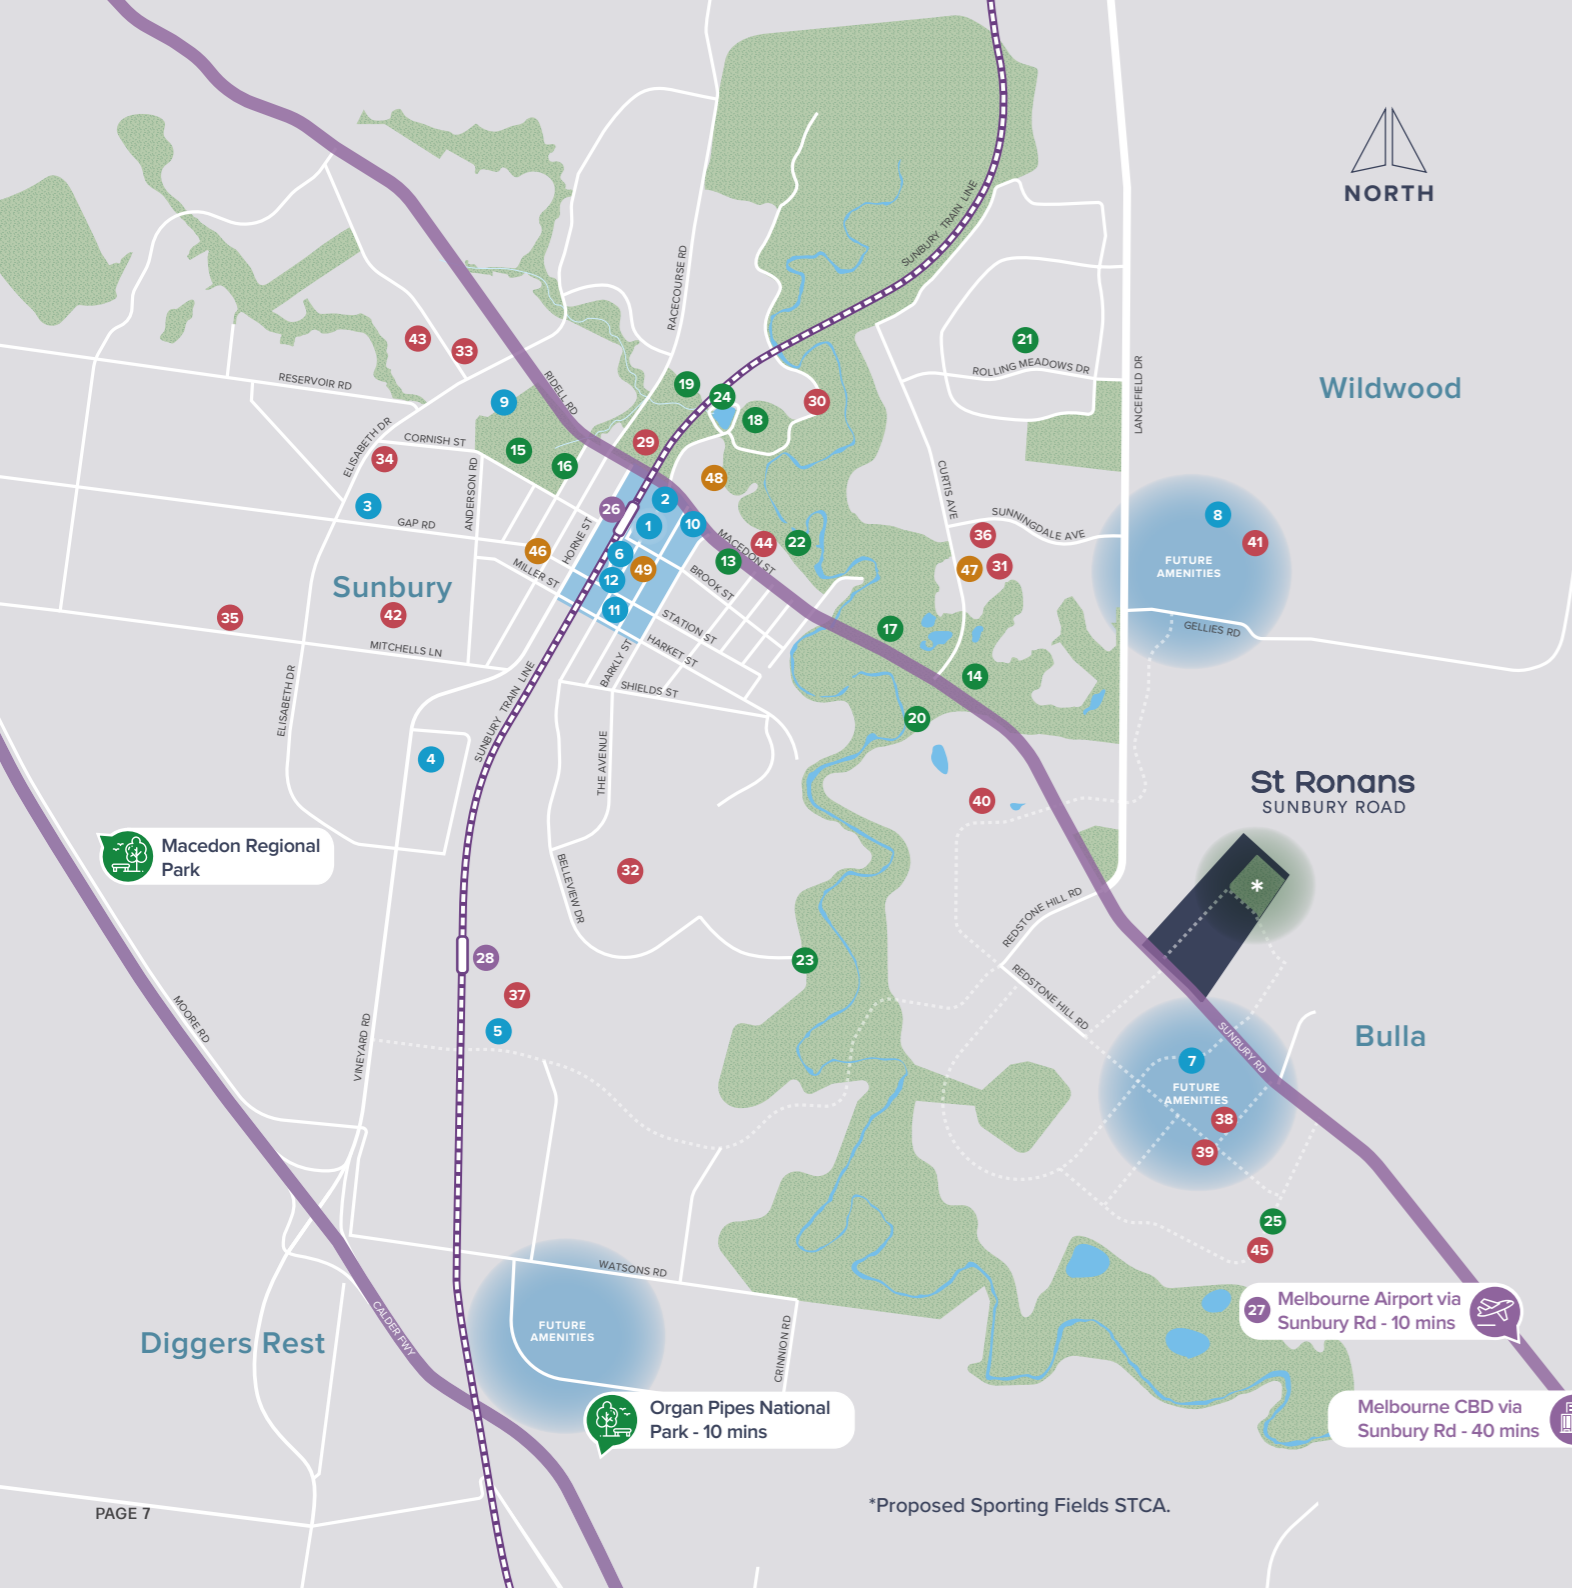 NORTH
SUNBURY TRAIN LINE
RACECOURSE RD
43
33
21
ROLLING MEADOWS DR
LANCEFIELD DR
Wildwood
RESERVOIR RD
RIDELL RD
19
24
18
30
9
ELISABETH DR
CORNISH ST
34
15
16
29
48
ANDERSON RD
3
GAP RD
26
2
1
10
HORNE ST
CURTIS AVE
SUNNINGDALE AVE
36
8
41
FUTURE
AMENITIES
46
6
49
MACEDON ST
44
22
13
47
31
MILLER ST
12
BROOK ST
Sunbury
11
35
42
STATION ST
17
GELLIES RD
MITCHELLS LN
HARKET ST
BARKLY ST
SHIELDS ST
14
20
ELISABETH DR
SUNBURY TRAIN LINE
4
THE AVENUE
40
St Ronans
SUNBURY ROAD
Macedon Regional
Park
32
BELLEVIEW DR
*
REDSTONE HILL RD
28
23
37
REDSTONE HILL RD
MOORE RD
VINEYARD RD
5
SUNBURY RD
Bulla
7
FUTURE
AMENITIES
38
39
25
45
WATSONS RD
27
Melbourne Airport via
Sunbury Rd - 10 mins
Diggers Rest
CALDER FWY
FUTURE
AMENITIES
CRINNION RD
Organ Pipes National
Park - 10 mins
Melbourne CBD via
Sunbury Rd - 40 mins
*Proposed Sporting Fields STCA.
PAGE 7